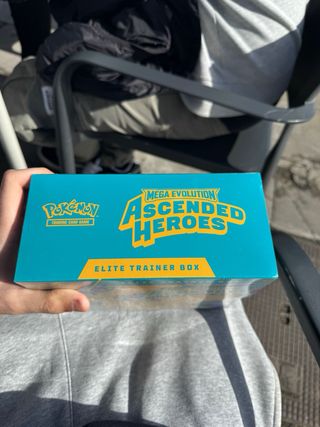 POKéMON
TRADING CARD GAME
MEGA EVOLUTION
ASCENDED
HEROES
ELITE TRAINER BOX